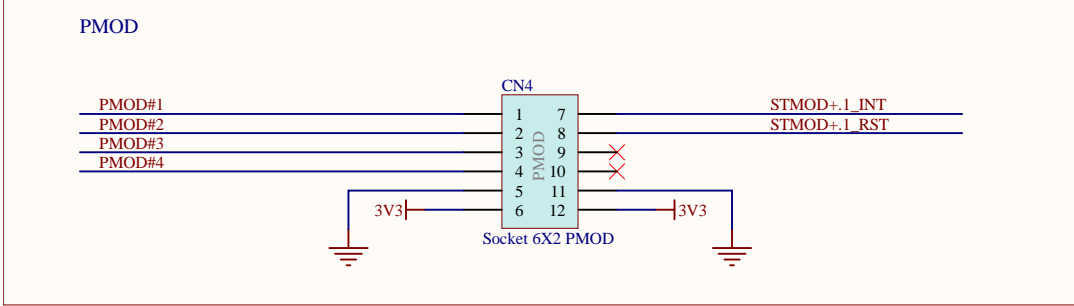 PMOD
CN4
PMOD#1 1 7 STMOD+.1_INT
PMOD#2 2 8 STMOD+.1_RST
PMOD#3 3 9
PMOD#4 4 10
PMOD
5 11
3V3 6 12 3V3
Socket 6X2 PMOD